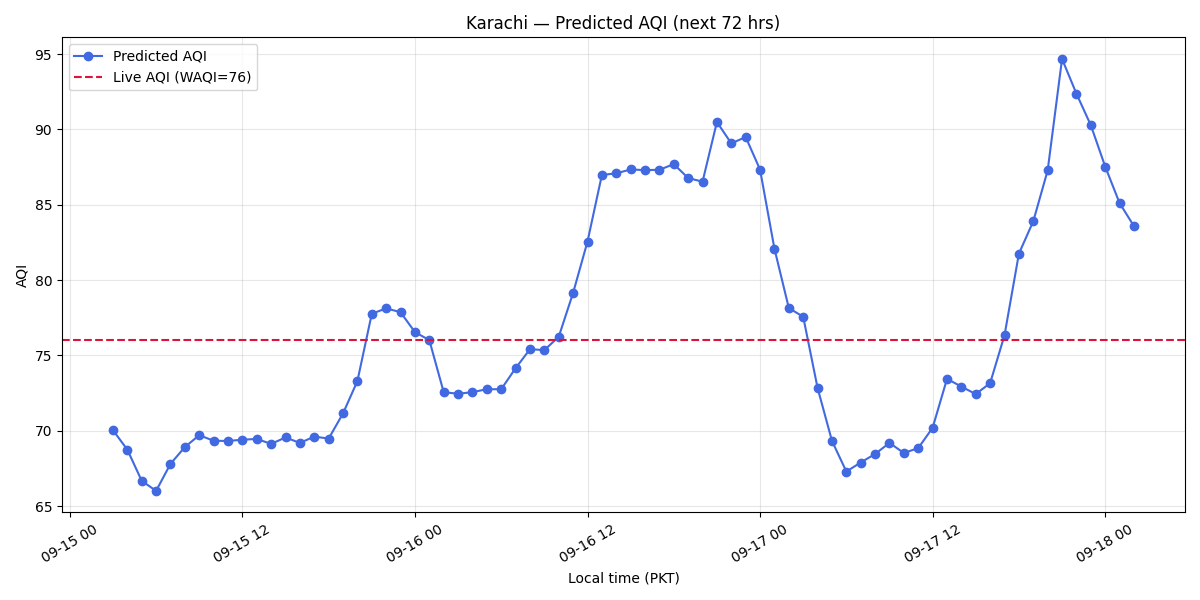 Karachi — Predicted AQI (next 72 hrs)
Predicted AQI
Live AQI (WAQI=76)
AQI
95
90
85
80
75
70
65
09-15 00
09-15 12
09-16 00
09-16 12
09-17 00
09-17 12
09-18 00
Local time (PKT)